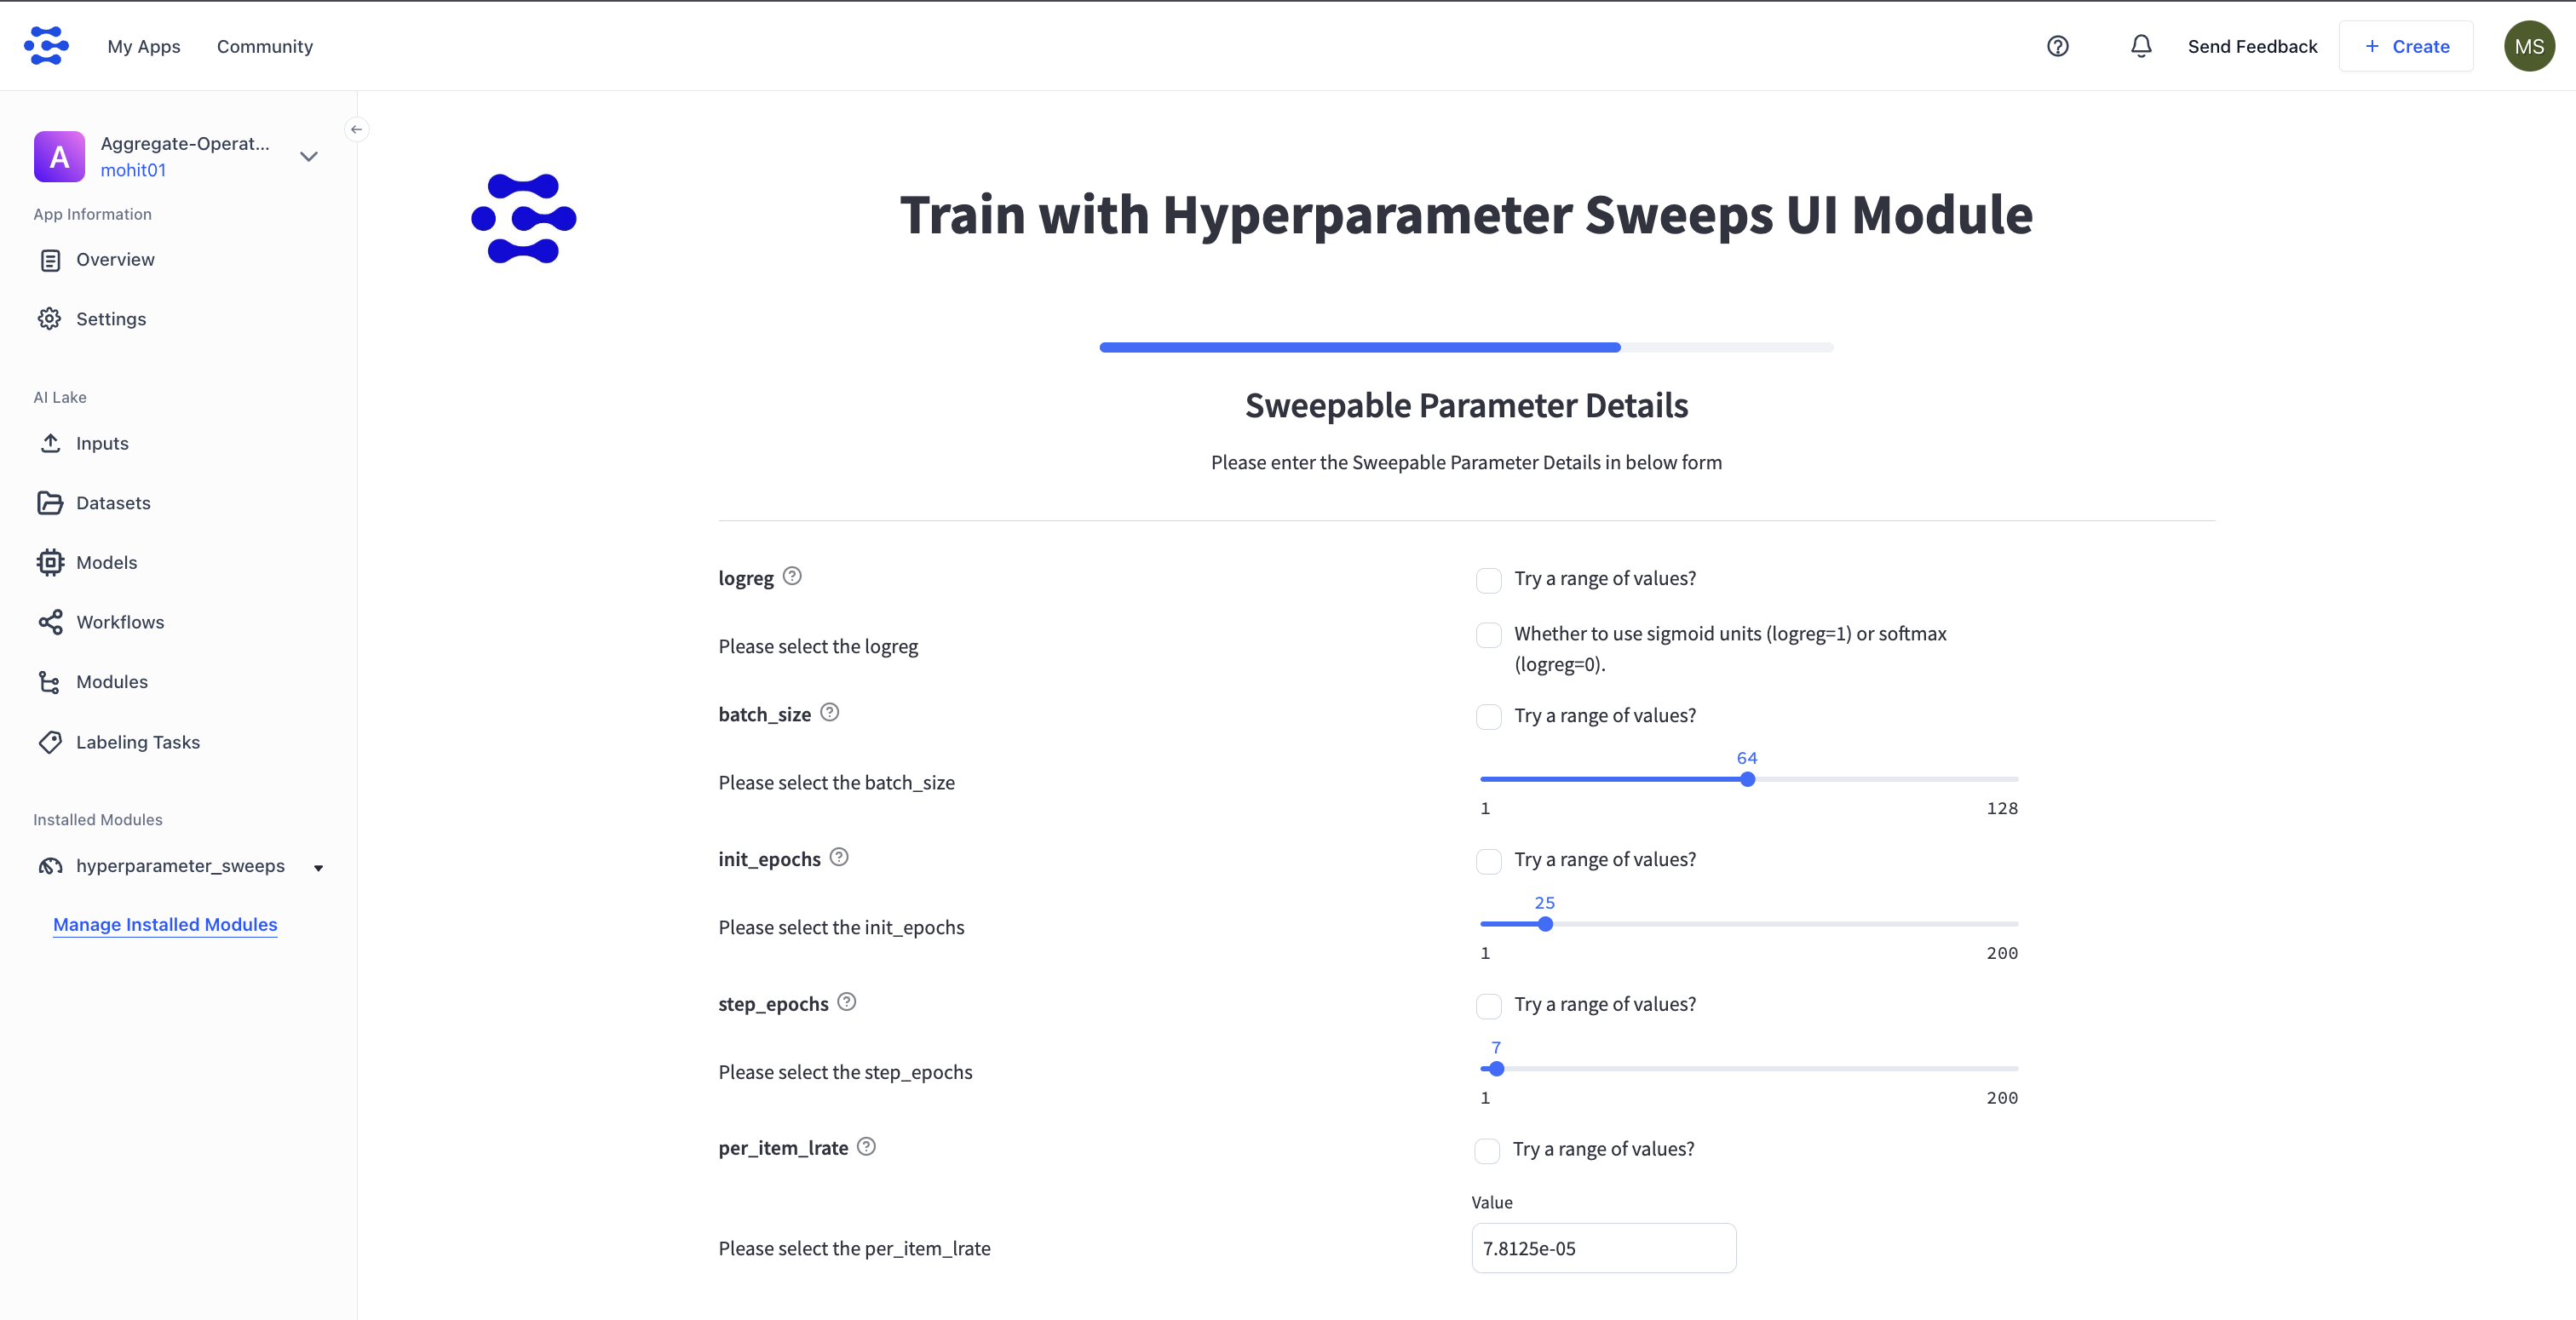 My Apps
Community
Send Feedback
+ Create
MS
A
Aggregate-Operat...
mohit01
App Information
Overview
Settings
AI Lake
Inputs
Datasets
Models
Workflows
Modules
Labeling Tasks
Installed Modules
hyperparameter_sweeps
Manage Installed Modules
Train with Hyperparameter Sweeps UI Module
Sweepable Parameter Details
Please enter the Sweepable Parameter Details in below form
logreg
Try a range of values?
Please select the logreg
Whether to use sigmoid units (logreg=1) or softmax
(logreg=0).
batch_size
Try a range of values?
Please select the batch_size
64
1
128
init_epochs
Try a range of values?
Please select the init_epochs
25
1
200
step_epochs
Try a range of values?
Please select the step_epochs
7
1
200
per_item_lrate
Try a range of values?
Value
Please select the per_item_lrate
7.8125e-05